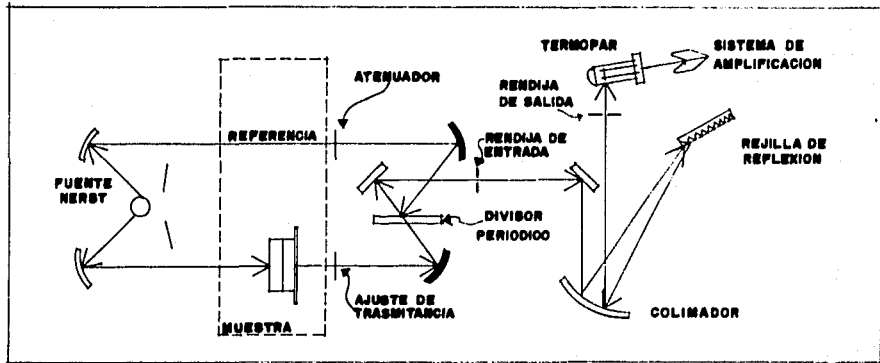 TERMOPAR
SISTEMA DE
AMPLIFICACION
ATENUADOR
RENDIJA
DE SALIDA
REFERENCIA
RENDIJA DE
ENTRADA
REJILLA DE
REFLEXION
FUENTE
NERST
DIVISOR
PERIODICO
AJUSTE DE
TRASMITANCIA
MUESTRA
COLIMADOR